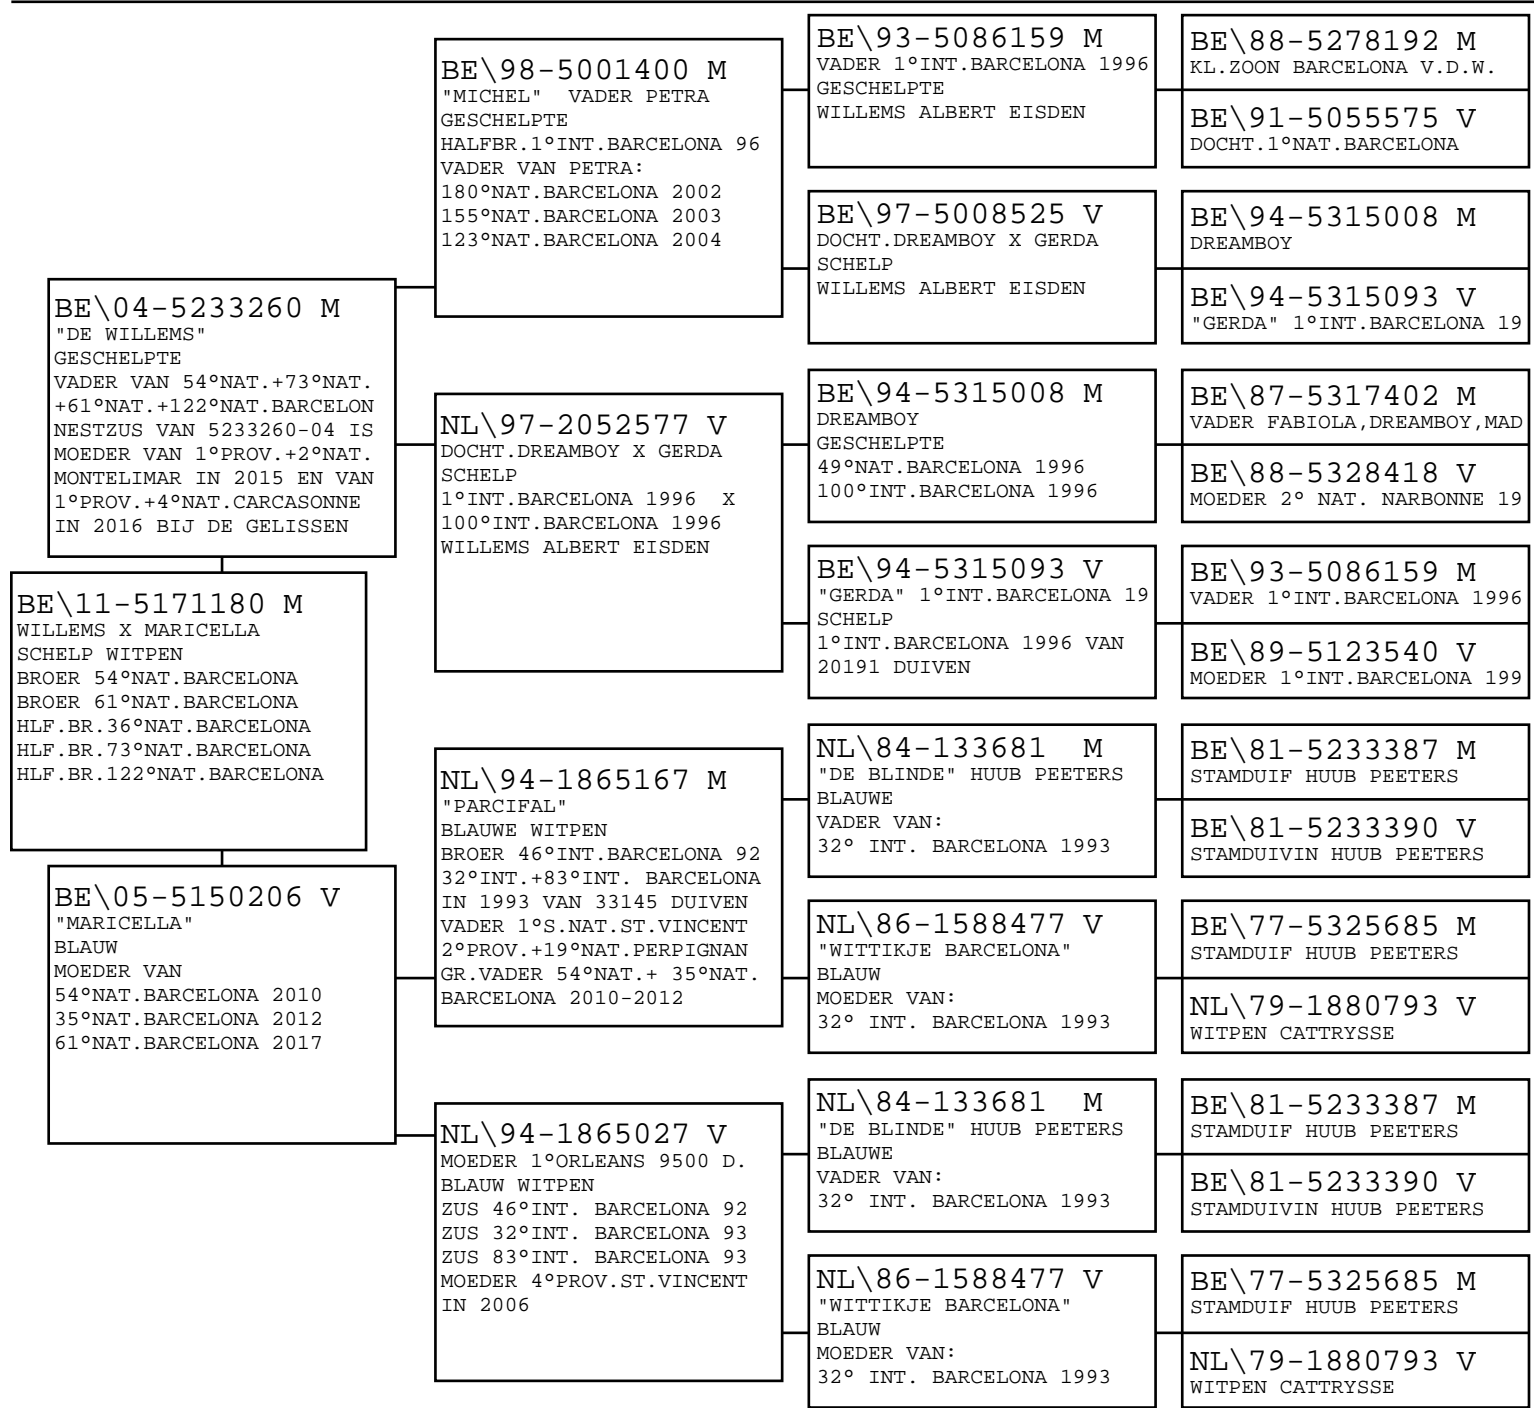 BE\04-5233260 M
"DE WILLEMS"
GESCHELPTE
VADER VAN 54°NAT.+73°NAT.
+61°NAT.+122°NAT.BARCELON
NESTZUS VAN 5233260-04 IS
MOEDER VAN 1°PROV.+2°NAT.
MONTELIMAR IN 2015 EN VAN
1°PROV.+4°NAT.CARCASONNE
IN 2016 BIJ DE GELISSEN
BE\11-5171180 M
WILLEMS X MARICELLA
SCHELP WITPEN
BROER 54°NAT.BARCELONA
BROER 61°NAT.BARCELONA
HLF.BR.36°NAT.BARCELONA
HLF.BR.73°NAT.BARCELONA
HLF.BR.122°NAT.BARCELONA
BE\05-5150206 V
"MARICELLA"
BLAUW
MOEDER VAN
54°NAT.BARCELONA 2010
35°NAT.BARCELONA 2012
61°NAT.BARCELONA 2017
BE\98-5001400 M
"MICHEL"  VADER PETRA
GESCHELPTE
HALFBR.1°INT.BARCELONA 96
VADER VAN PETRA:
180°NAT.BARCELONA 2002
155°NAT.BARCELONA 2003
123°NAT.BARCELONA 2004
NL\97-2052577 V
DOCHT.DREAMBOY X GERDA
SCHELP
1°INT.BARCELONA 1996  X
100°INT.BARCELONA 1996
WILLEMS ALBERT EISDEN
NL\94-1865167 M
"PARCIFAL"
BLAUWE WITPEN
BROER 46°INT.BARCELONA 92
32°INT.+83°INT. BARCELONA
IN 1993 VAN 33145 DUIVEN
VADER 1°S.NAT.ST.VINCENT
2°PROV.+19°NAT.PERPIGNAN
GR.VADER 54°NAT.+ 35°NAT.
BARCELONA 2010-2012
NL\94-1865027 V
MOEDER 1°ORLEANS 9500 D.
BLAUW WITPEN
ZUS 46°INT. BARCELONA 92
ZUS 32°INT. BARCELONA 93
ZUS 83°INT. BARCELONA 93
MOEDER 4°PROV.ST.VINCENT
IN 2006
BE\93-5086159 M
VADER 1°INT.BARCELONA 1996
GESCHELPTE
WILLEMS ALBERT EISDEN
BE\97-5008525 V
DOCHT.DREAMBOY X GERDA
SCHELP
WILLEMS ALBERT EISDEN
BE\94-5315008 M
DREAMBOY
GESCHELPTE
49°NAT.BARCELONA 1996
100°INT.BARCELONA 1996
BE\94-5315093 V
"GERDA" 1°INT.BARCELONA 19
SCHELP
1°INT.BARCELONA 1996 VAN
20191 DUIVEN
NL\84-133681  M
"DE BLINDE" HUUB PEETERS
BLAUWE
VADER VAN:
32° INT. BARCELONA 1993
NL\86-1588477 V
"WITTIKJE BARCELONA"
BLAUW
MOEDER VAN:
32° INT. BARCELONA 1993
NL\84-133681  M
"DE BLINDE" HUUB PEETERS
BLAUWE
VADER VAN:
32° INT. BARCELONA 1993
NL\86-1588477 V
"WITTIKJE BARCELONA"
BLAUW
MOEDER VAN:
32° INT. BARCELONA 1993
BE\88-5278192 M
KL.ZOON BARCELONA V.D.W.
BE\91-5055575 V
DOCHT.1°NAT.BARCELONA
BE\94-5315008 M
DREAMBOY
BE\94-5315093 V
"GERDA" 1°INT.BARCELONA 19
BE\87-5317402 M
VADER FABIOLA,DREAMBOY,MAD
BE\88-5328418 V
MOEDER 2° NAT. NARBONNE 19
BE\93-5086159 M
VADER 1°INT.BARCELONA 1996
BE\89-5123540 V
MOEDER 1°INT.BARCELONA 199
BE\81-5233387 M
STAMDUIF HUUB PEETERS
BE\81-5233390 V
STAMDUIVIN HUUB PEETERS
BE\77-5325685 M
STAMDUIF HUUB PEETERS
NL\79-1880793 V
WITPEN CATTRYSSE
BE\81-5233387 M
STAMDUIF HUUB PEETERS
BE\81-5233390 V
STAMDUIVIN HUUB PEETERS
BE\77-5325685 M
STAMDUIF HUUB PEETERS
NL\79-1880793 V
WITPEN CATTRYSSE